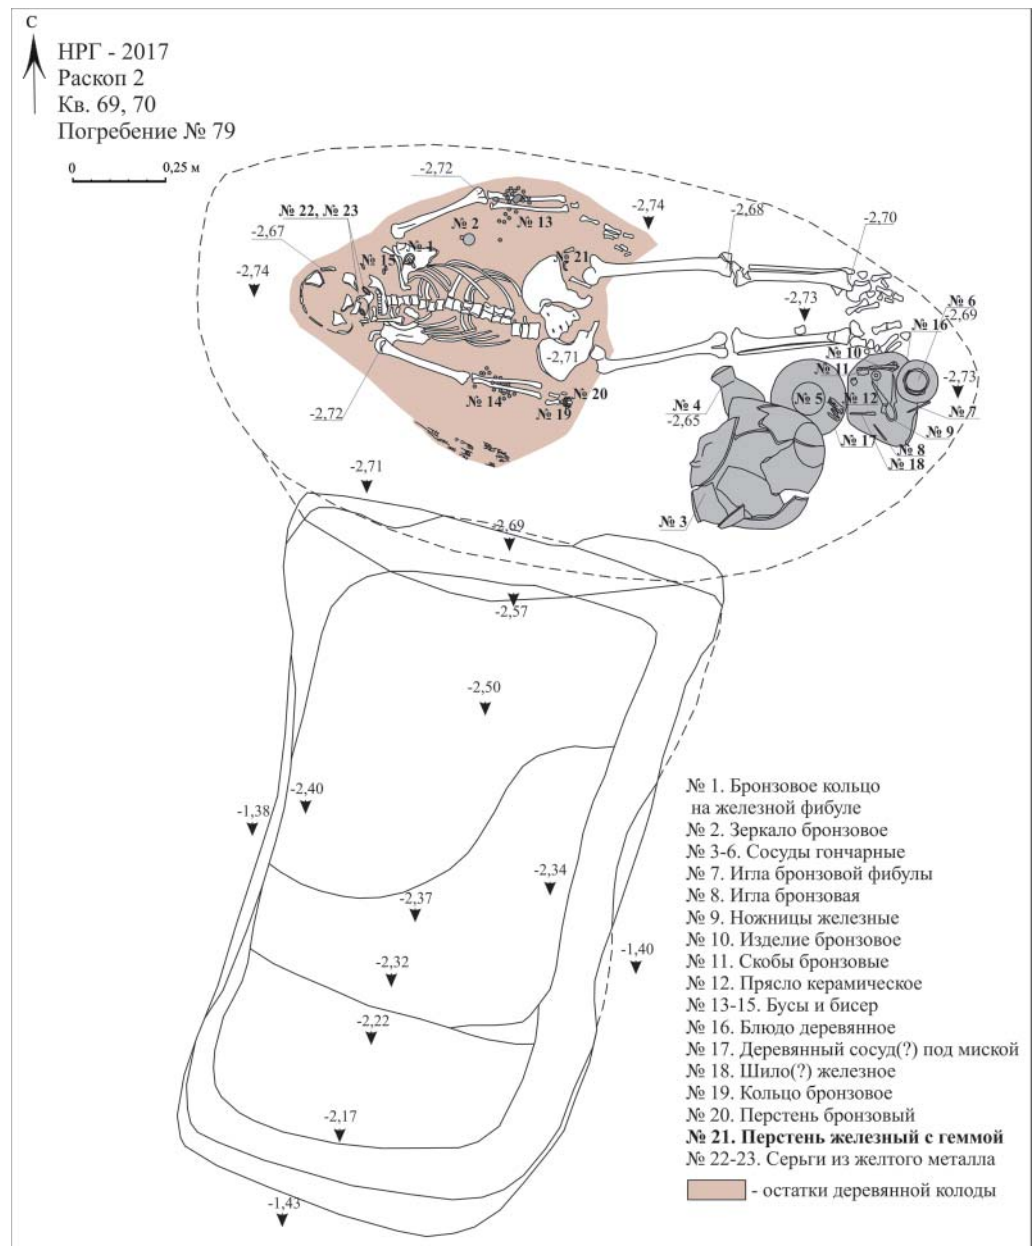 С
НРГ - 2017
Раскоп 2
Кв. 69, 70
Погребение № 79
0 0,25 м
-2,72
№ 22, № 23
-2,67
№ 13
№ 2
-2,74
-2,68
-2,70
№ 1
№ 15
№ 21
-2,74
-2,73
№ 6
-2,69
№ 16
№ 10
-2,71
№ 11
-2,72
№ 14
№ 20
№ 19
№ 4
-2,65
№ 5
№ 12
-2,73
№ 7
№ 9
№ 17
№ 8
№ 18
№ 3
-2,71
-2,69
-2,57
-2,50
-2,40
-1,38
-2,34
-2,37
-1,40
-2,32
-2,22
-2,17
-1,43
№ 1. Бронзовое кольцо
на железной фибуле
№ 2. Зеркало бронзовое
№ 3-6. Сосуды гончарные
№ 7. Игла бронзовой фибулы
№ 8. Игла бронзовая
№ 9. Ножницы железные
№ 10. Изделие бронзовое
№ 11. Скобы бронзовые
№ 12. Прясло керамическое
№ 13-15. Бусы и бисер
№ 16. Блюдо деревянное
№ 17. Деревянный сосуд(?) под миской
№ 18. Шило(?) железное
№ 19. Кольцо бронзовое
№ 20. Перстень бронзовый
№ 21. Перстень железный с геммой
№ 22-23. Серьги из желтого металла
- остатки деревянной колоды